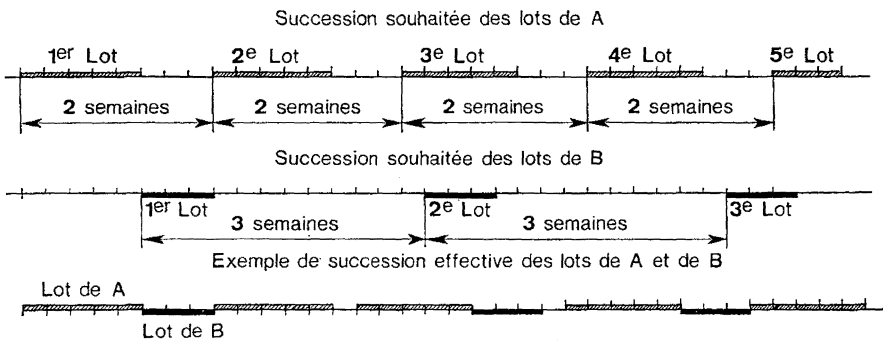 Succession souhaitée des lots de A
1er Lot 2e Lot 3e Lot 4e Lot 5e Lot
2 semaines 2 semaines 2 semaines 2 semaines
Succession souhaitée des lots de B
1er Lot 2e Lot 3e Lot
3 semaines 3 semaines
Exemple de succession effective des lots de A et de B
Lot de A
Lot de B